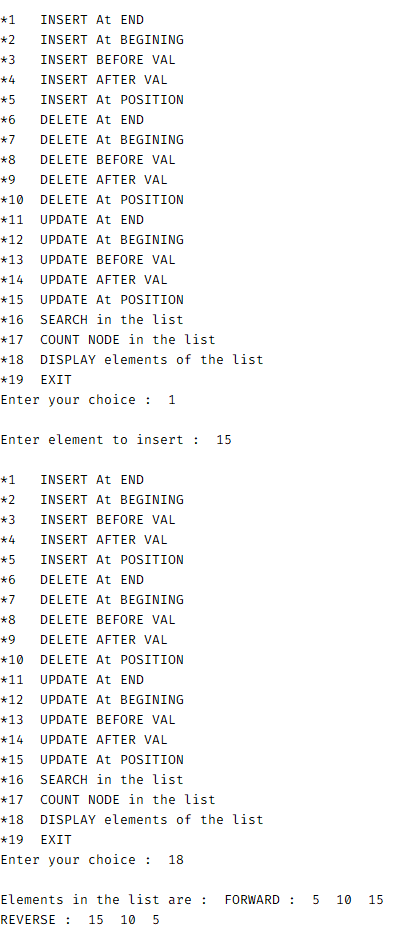 *1   INSERT At END
*2   INSERT At BEGINING
*3   INSERT BEFORE VAL
*4   INSERT AFTER VAL
*5   INSERT At POSITION
*6   DELETE At END
*7   DELETE At BEGINING
*8   DELETE BEFORE VAL
*9   DELETE AFTER VAL
*10  DELETE At POSITION
*11  UPDATE At END
*12  UPDATE At BEGINING
*13  UPDATE BEFORE VAL
*14  UPDATE AFTER VAL
*15  UPDATE At POSITION
*16  SEARCH in the list
*17  COUNT NODE in the list
*18  DISPLAY elements of the list
*19  EXIT
Enter your choice :  1
Enter element to insert :  15
*1   INSERT At END
*2   INSERT At BEGINING
*3   INSERT BEFORE VAL
*4   INSERT AFTER VAL
*5   INSERT At POSITION
*6   DELETE At END
*7   DELETE At BEGINING
*8   DELETE BEFORE VAL
*9   DELETE AFTER VAL
*10  DELETE At POSITION
*11  UPDATE At END
*12  UPDATE At BEGINING
*13  UPDATE BEFORE VAL
*14  UPDATE AFTER VAL
*15  UPDATE At POSITION
*16  SEARCH in the list
*17  COUNT NODE in the list
*18  DISPLAY elements of the list
*19  EXIT
Enter your choice :  18
Elements in the list are :  FORWARD :  5  10  15
REVERSE :  15  10  5